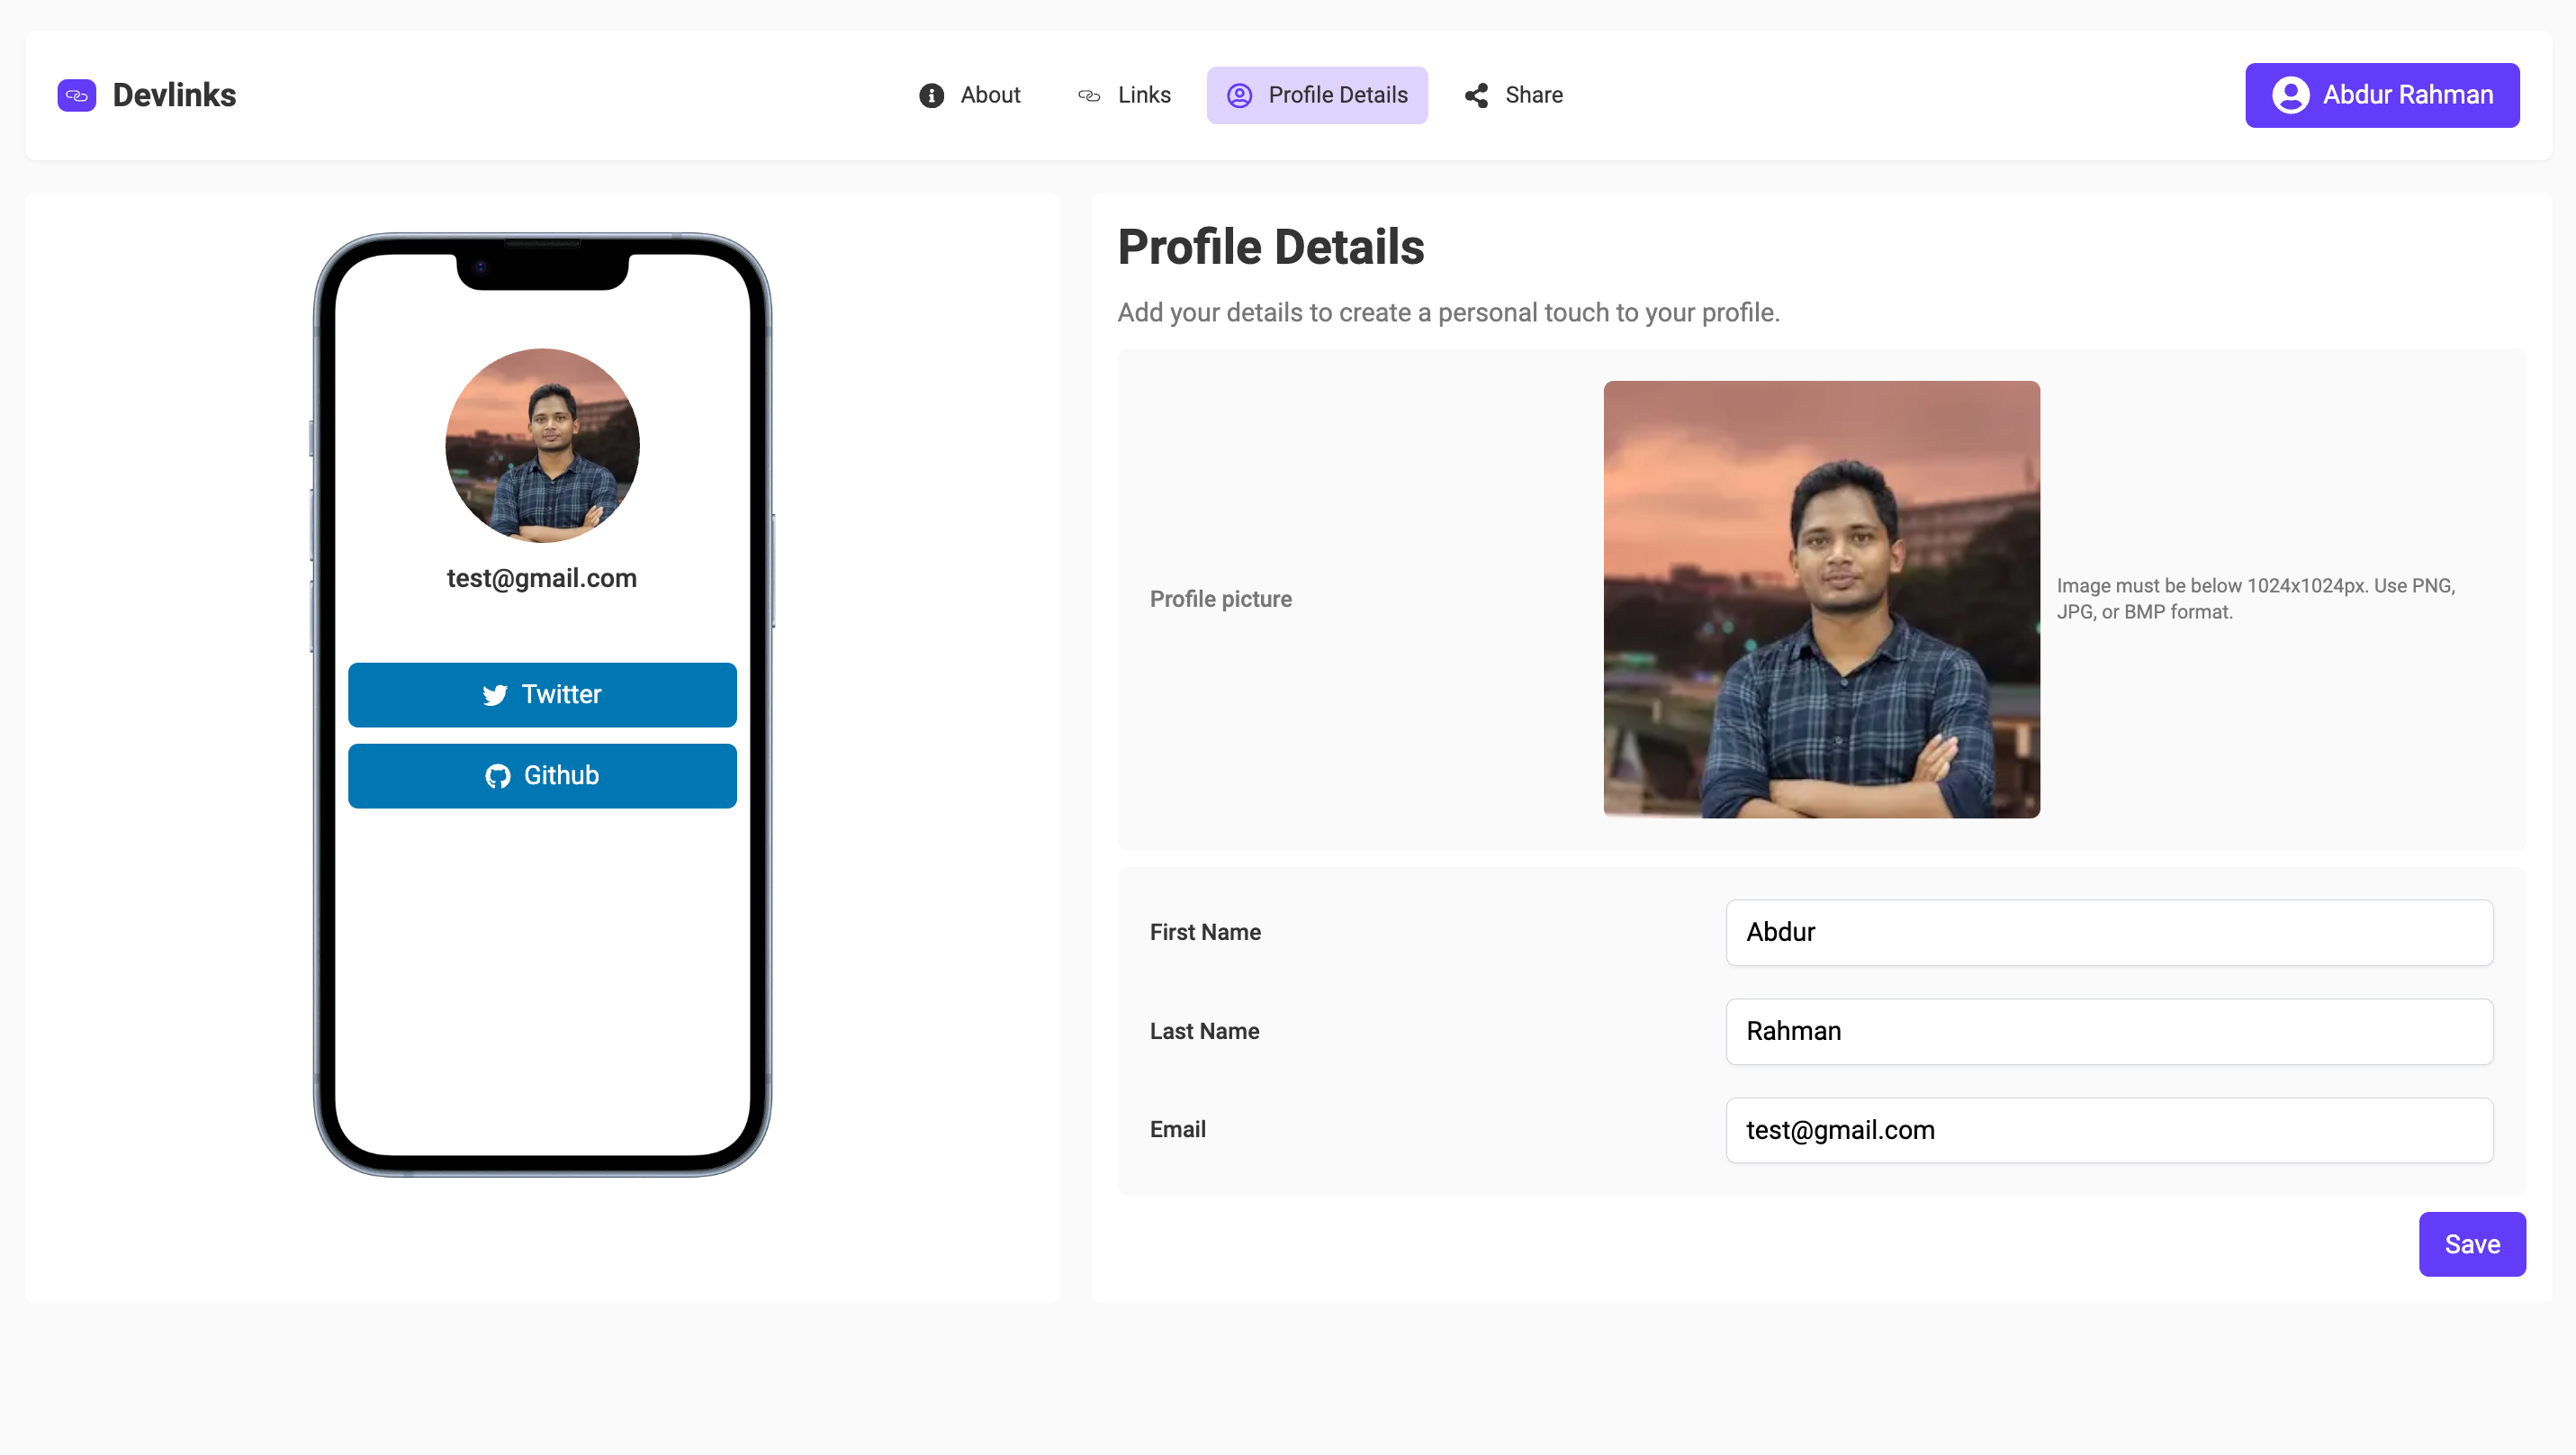 Devlinks
About
Links
Profile Details
Share
Abdur Rahman
test@gmail.com
Twitter
Github
Profile Details
Add your details to create a personal touch to your profile.
Profile picture
Image must be below 1024x1024px. Use PNG,
JPG, or BMP format.
First Name
Abdur
Last Name
Rahman
Email
test@gmail.com
Save